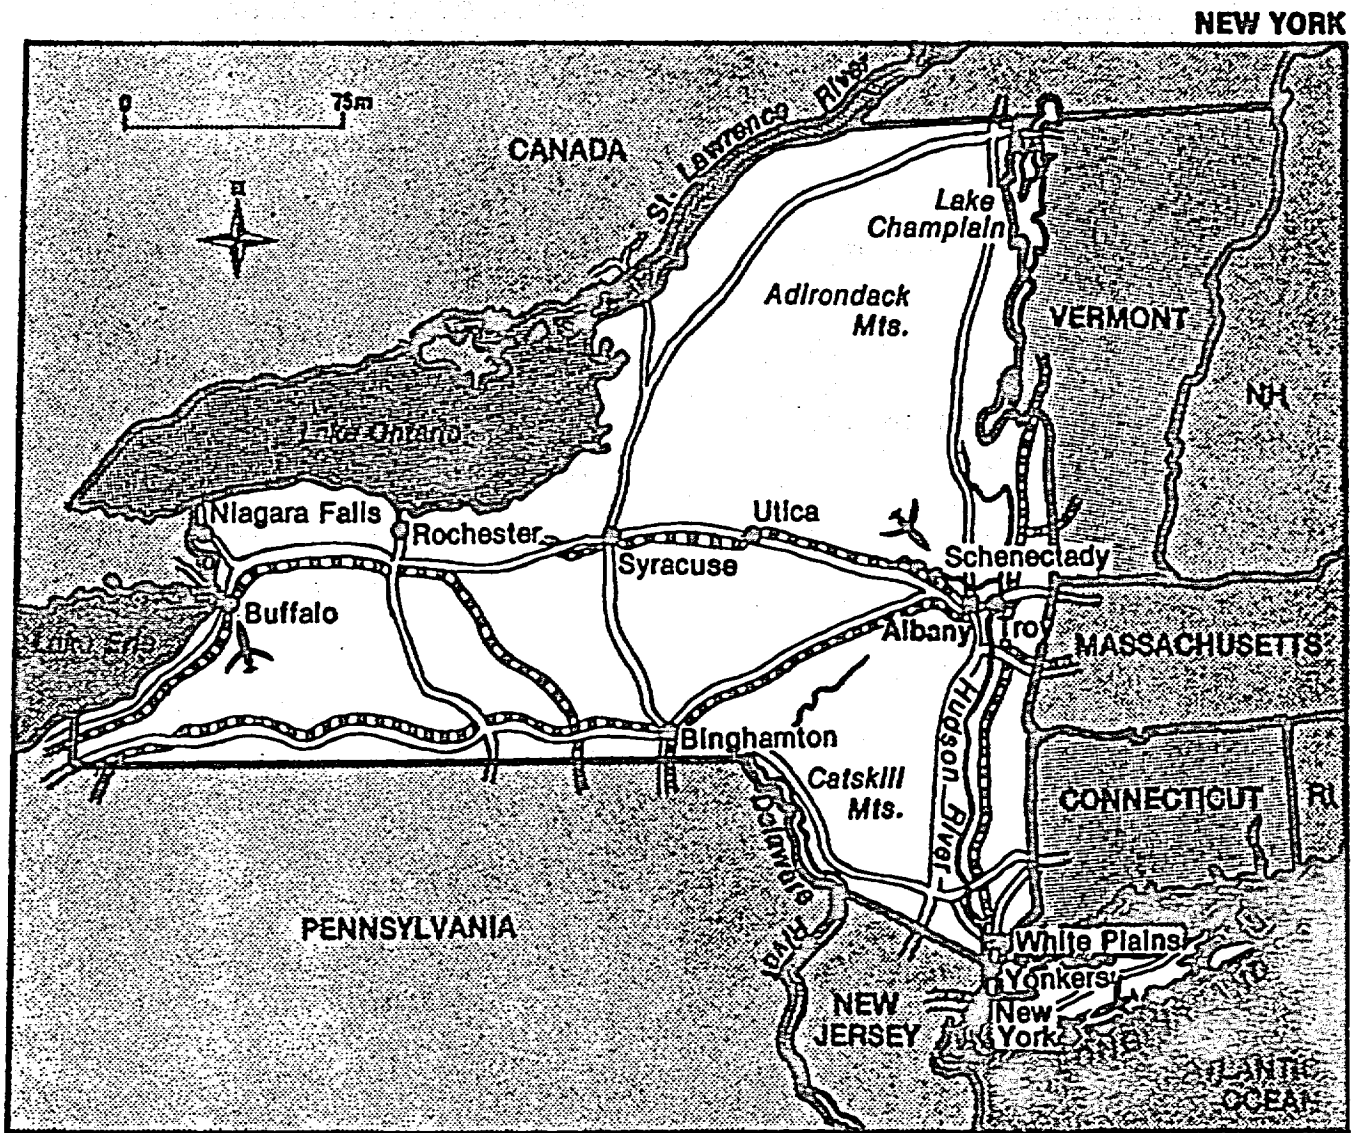 NEW YORK
0 75m
CANADA
St. Lawrence River
Lake
Champlain
Adirondack
Mts.
VERMONT
NH
Lake Ontario
Niagara Falls
Rochester
Utica
Syracuse
Schenectady
Buffalo
Lake Erie
Albany
Troy
MASSACHUSETTS
Hudson River
Binghamton
Catskill
Mts.
CONNECTICUT
RI
PENNSYLVANIA
White Plains
Yonkers
NEW
JERSEY
New
York
ATLANTIC
OCEAN